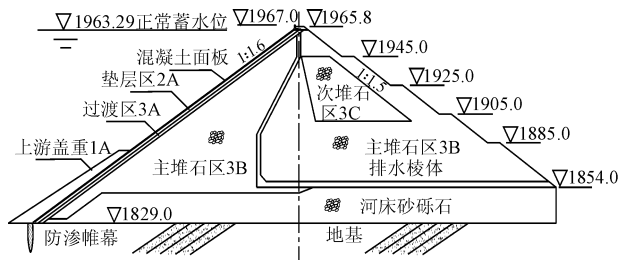 ▽1963.29正常蓄水位
▽1967.0
▽1965.8
混凝土面板
1:1.6
▽1945.0
垫层区2A
次堆石
区3C
1:1.5
▽1925.0
过渡区3A
▽1905.0
上游盖重1A
主堆石区3B
主堆石区3B
排水棱体
▽1885.0
▽1854.0
▽1829.0
河床砂砾石
防渗帷幕
地基